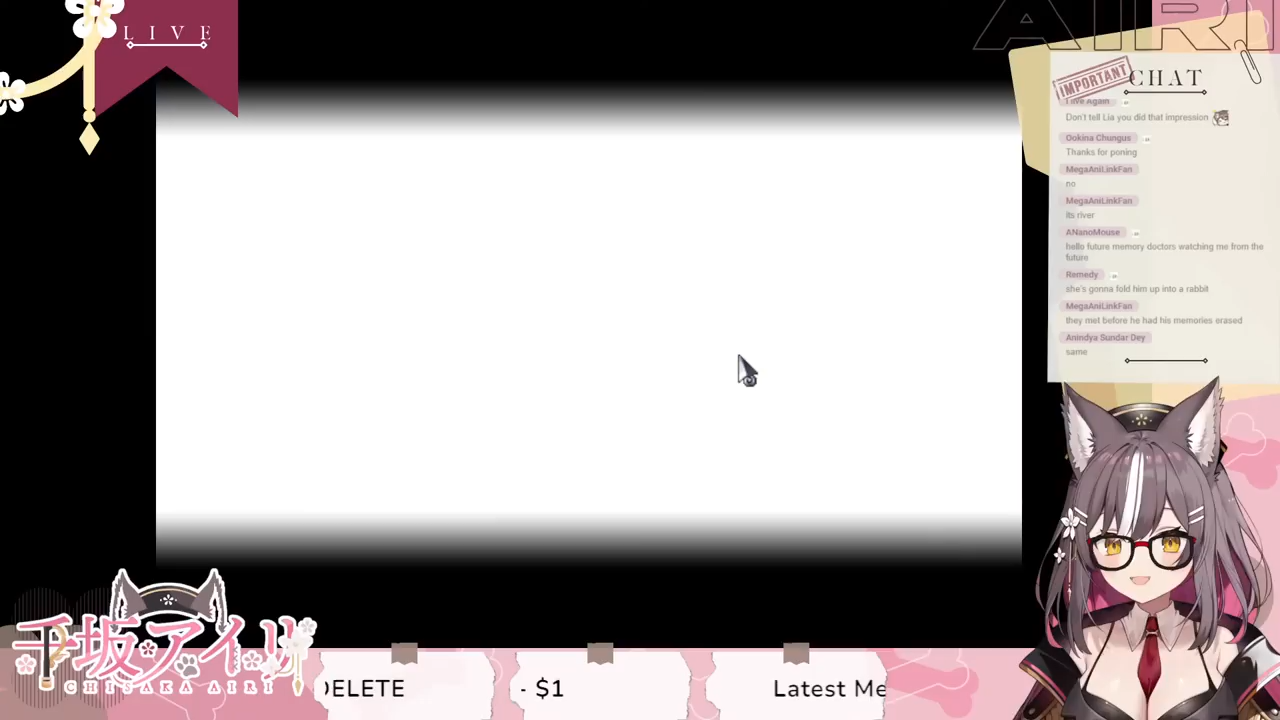 LIVE
AIRI
IMPORTANT
CHAT
I live Again
Don't tell Lia you did that impression
Ookina Chungus
Thanks for poning
MegaAniLinkFan
no
MegaAniLinkFan
its river
ANanoMouse
hello future memory doctors watching me from the
future
Remedy
she's gonna fold him up into a rabbit
MegaAniLinkFan
they met before he had his memories erased
Anindya Sundar Dey
same
千坂アイリ
CHISAKA AIRI
DELETE
- $1
Latest Me